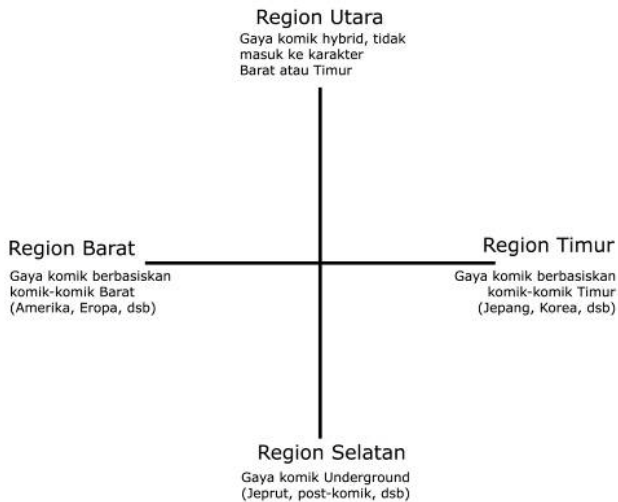 Region Utara
Gaya komik hybrid, tidak
masuk ke karakter
Barat atau Timur
Region Barat
Gaya komik berbasiskan
komik-komik Barat
(Amerika, Eropa, dsb)
Region Timur
Gaya komik berbasiskan
komik-komik Timur
(Jepang, Korea, dsb)
Region Selatan
Gaya komik Underground
(Jeprut, post-komik, dsb)